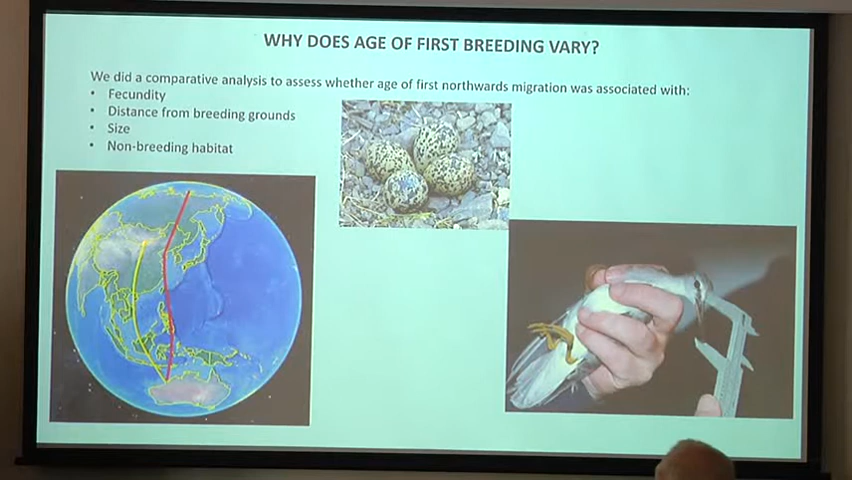 WHY DOES AGE OF FIRST BREEDING VARY?
We did a comparative analysis to assess whether age of first northwards migration was associated with:
• Fecundity
• Distance from breeding grounds
• Size
• Non-breeding habitat